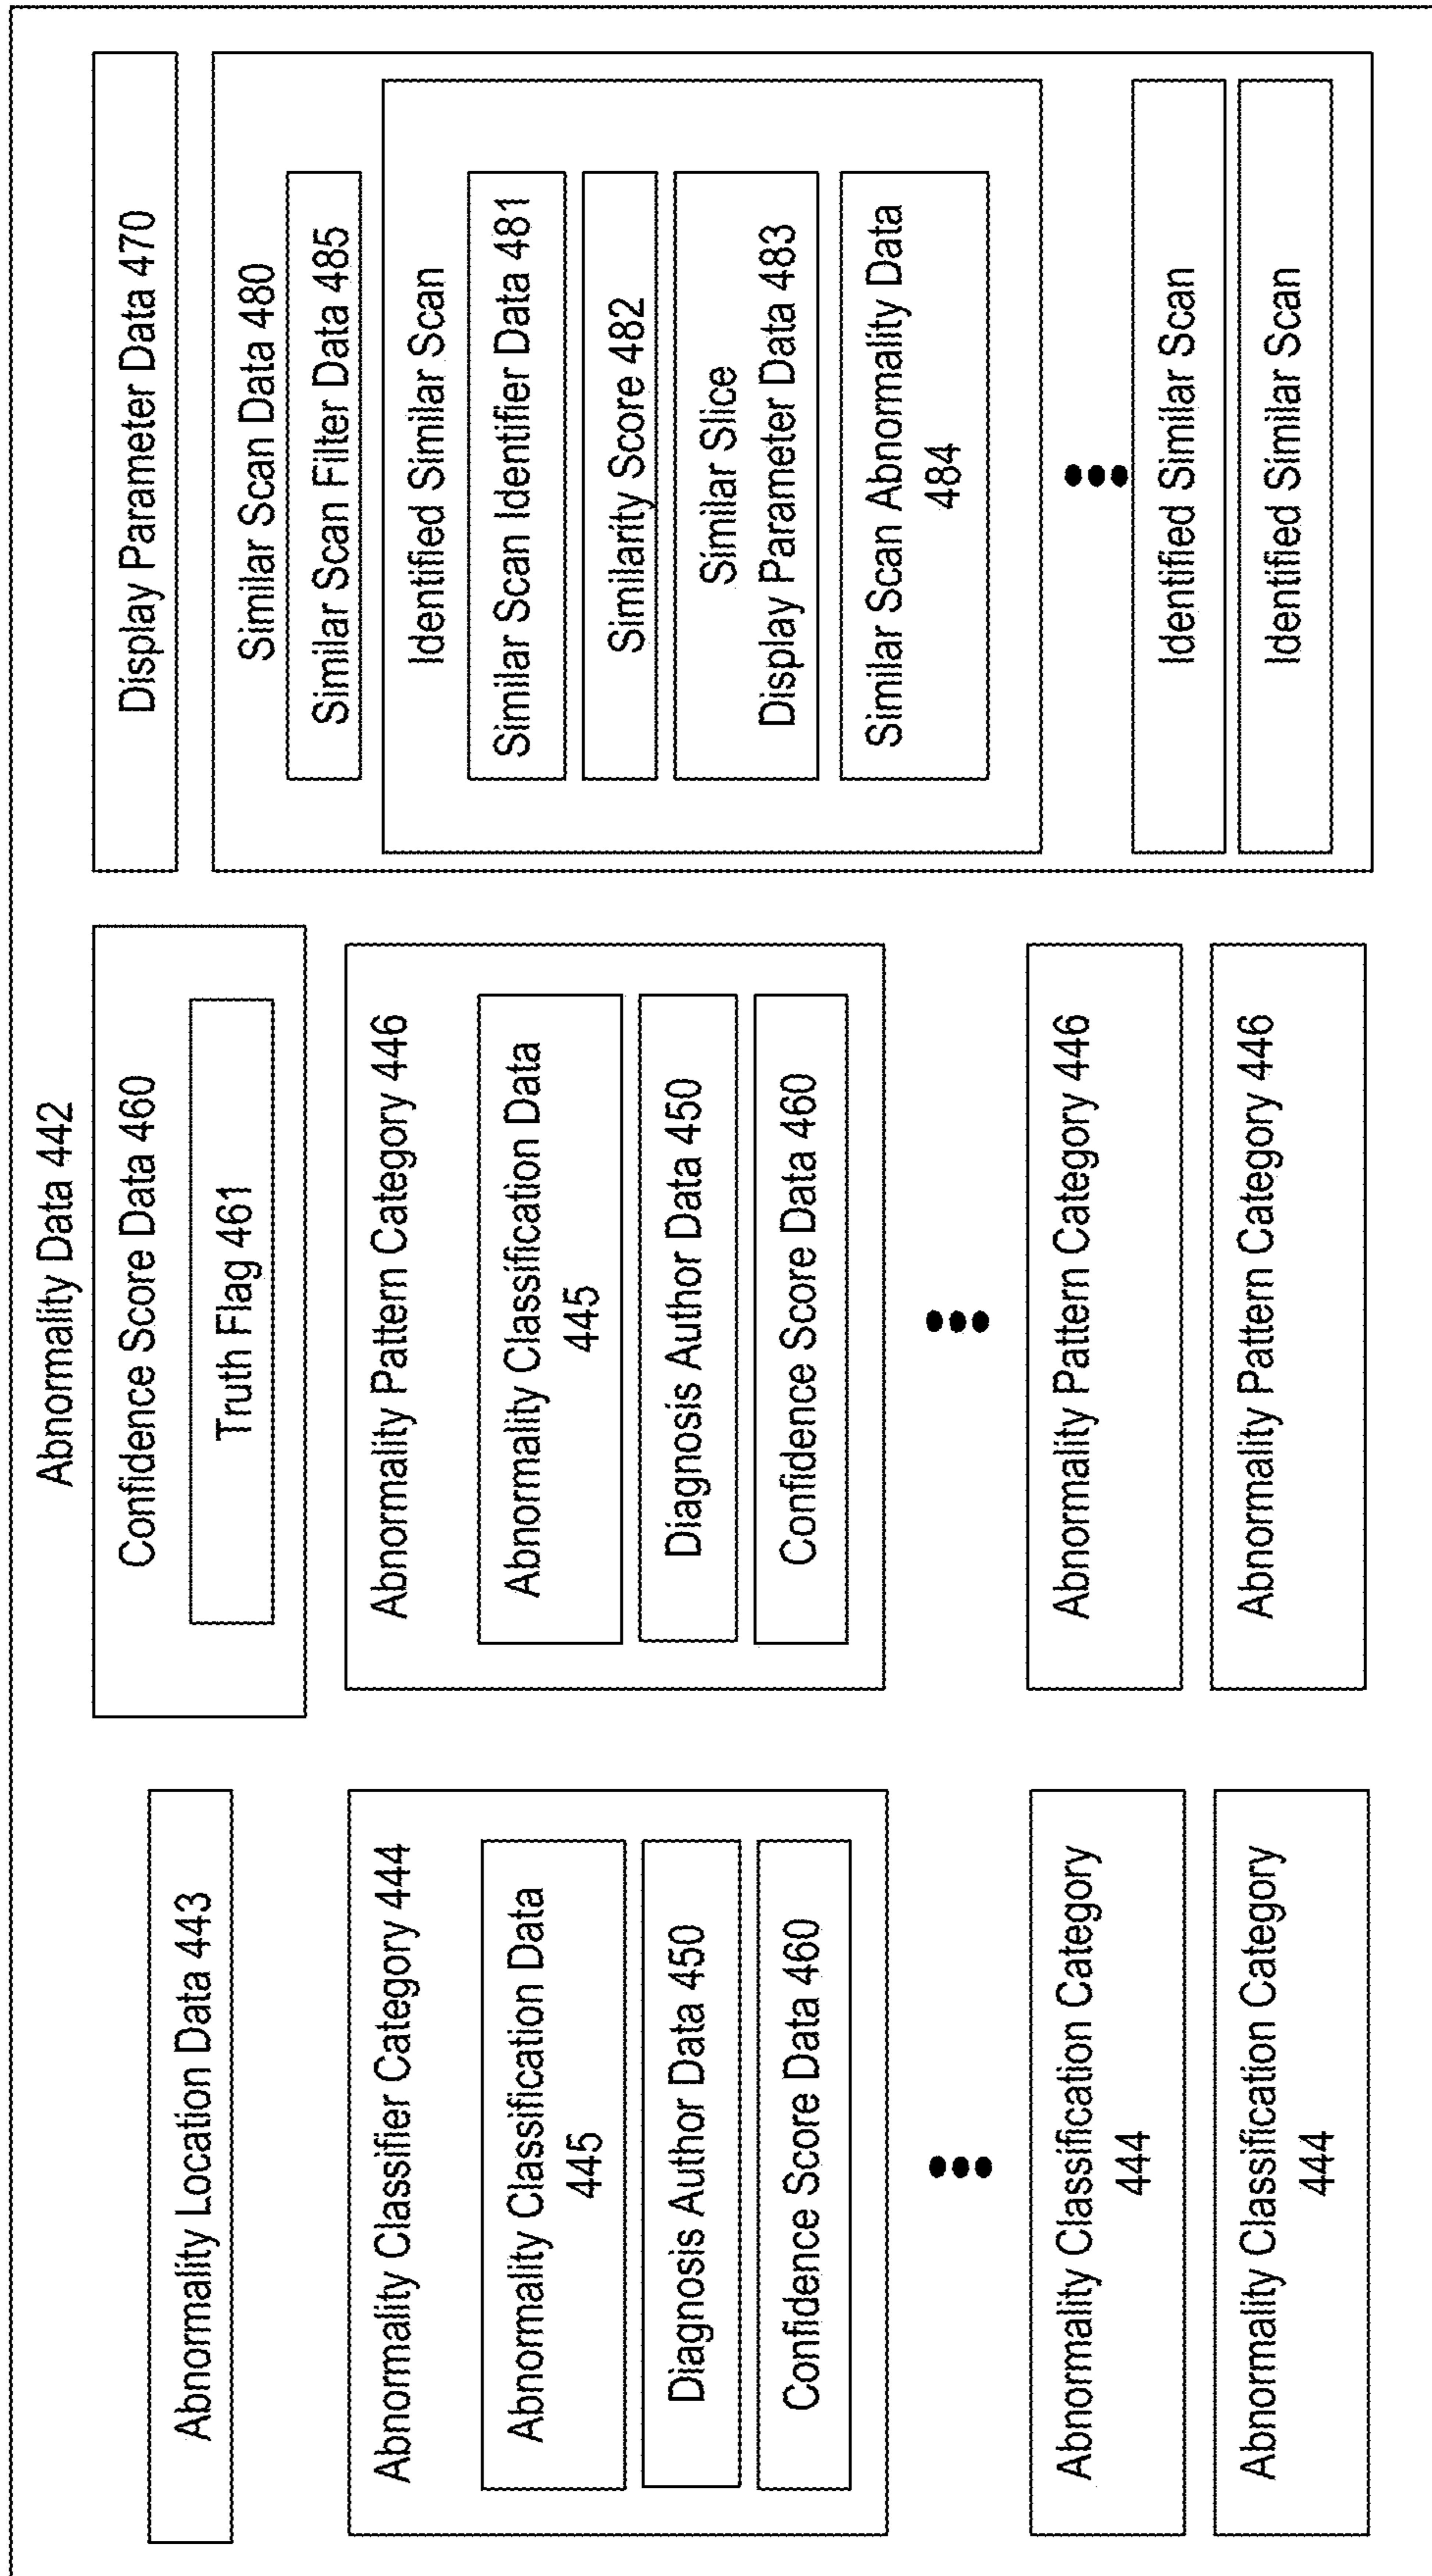 Abnormality Data 442
Abnormality Location Data 443
Abnormality Classifier Category 444
Abnormality Classification Data
445
Diagnosis Author Data 450
Confidence Score Data 460
Abnormality Classification Category
444
Abnormality Classification Category
444
Confidence Score Data 460
Truth Flag 461
Abnormality Pattern Category 446
Abnormality Classification Data
445
Diagnosis Author Data 450
Confidence Score Data 460
Abnormality Pattern Category 446
Abnormality Pattern Category 446
Display Parameter Data 470
Similar Scan Data 480
Similar Scan Filter Data 485
Identified Similar Scan
Similar Scan Identifier Data 481
Similarity Score 482
Similar Slice
Display Parameter Data 483
Similar Scan Abnormality Data
484
Identified Similar Scan
Identified Similar Scan